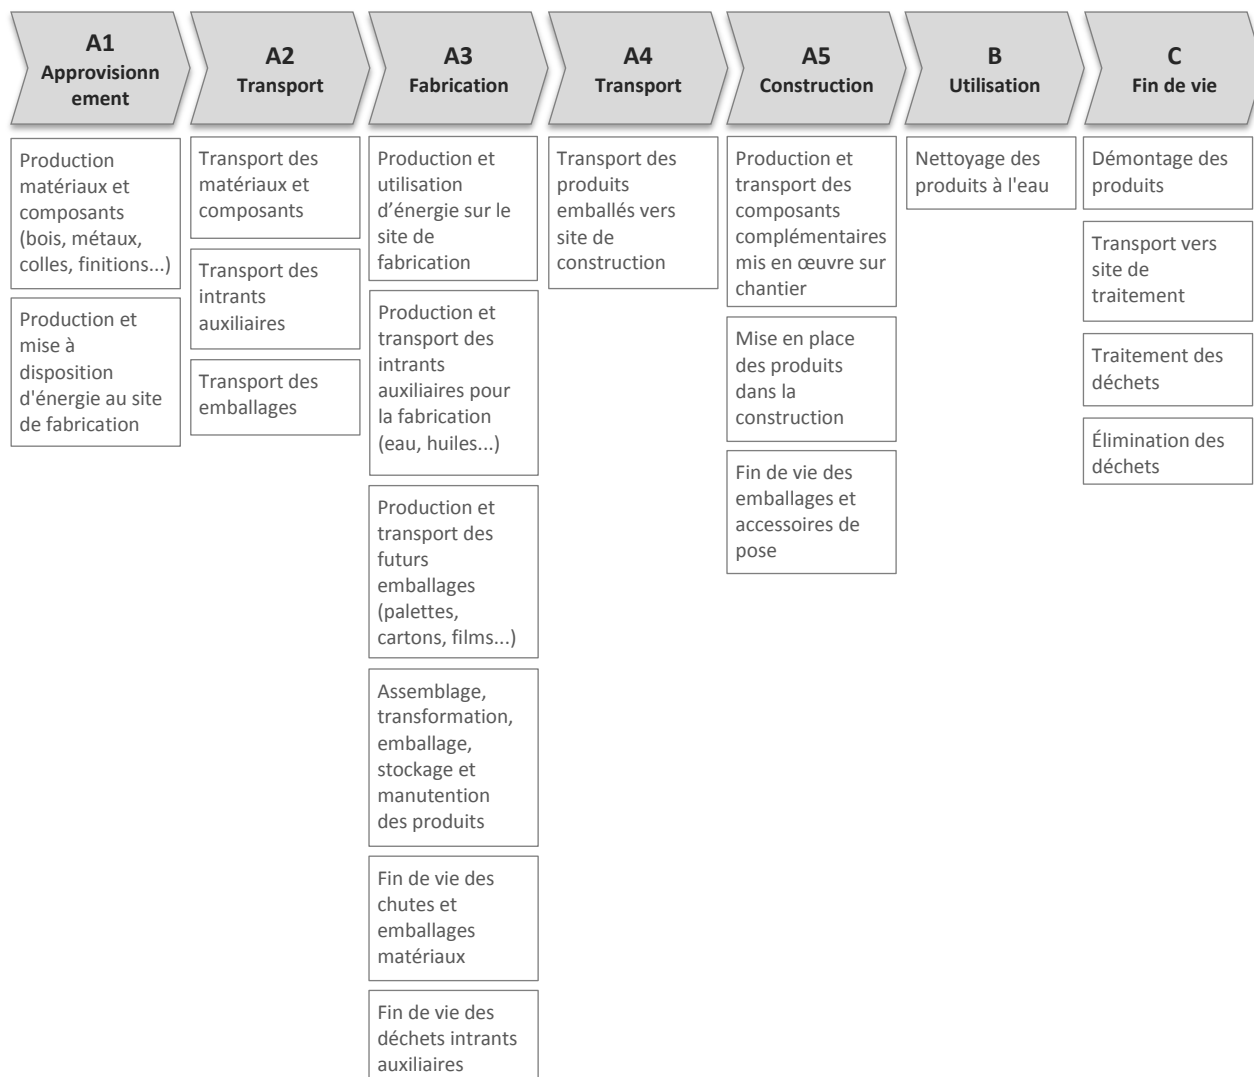 A1
Approvisionn
ement
A2
Transport
A3
Fabrication
A4
Transport
A5
Construction
B
Utilisation
C
Fin de vie
Production
matériaux et
composants
(bois, métaux,
colles, finitions...)
Production et
mise à
disposition
d'énergie au site
de fabrication
Transport des
matériaux et
composants
Transport des
intrants
auxiliaires
Transport des
emballages
Production et
utilisation
d’énergie sur le
site de
fabrication
Production et
transport des
intrants
auxiliaires pour
la fabrication
(eau, huiles...)
Production et
transport des
futurs
emballages
(palettes,
cartons, films...)
Assemblage,
transformation,
emballage,
stockage et
manutention
des produits
Fin de vie des
chutes et
emballages
matériaux
Fin de vie des
déchets intrants
auxiliaires
Transport des
produits
emballés vers
site de
construction
Production et
transport des
composants
complémentaires
mis en œuvre sur
chantier
Mise en place
des produits
dans la
construction
Fin de vie des
emballages et
accessoires de
pose
Nettoyage des
produits à l'eau
Démontage des
produits
Transport vers
site de
traitement
Traitement des
déchets
Élimination des
déchets